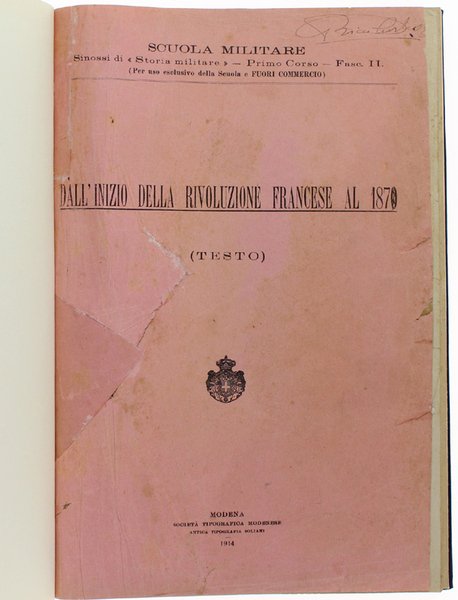 SCUOLA MILITARE
Sinossi di « Storia militare » — Primo Corso — Fasc. II.
(Per uso esclusivo della Scuola e FUORI COMMERCIO)
DALL'INIZIO DELLA RIVOLUZIONE FRANCESE AL 1870
(TESTO)
MODENA
SOCIETÀ TIPOGRAFICA MODENESE
ANTICA TIPOGRAFIA SOLIANI
1914